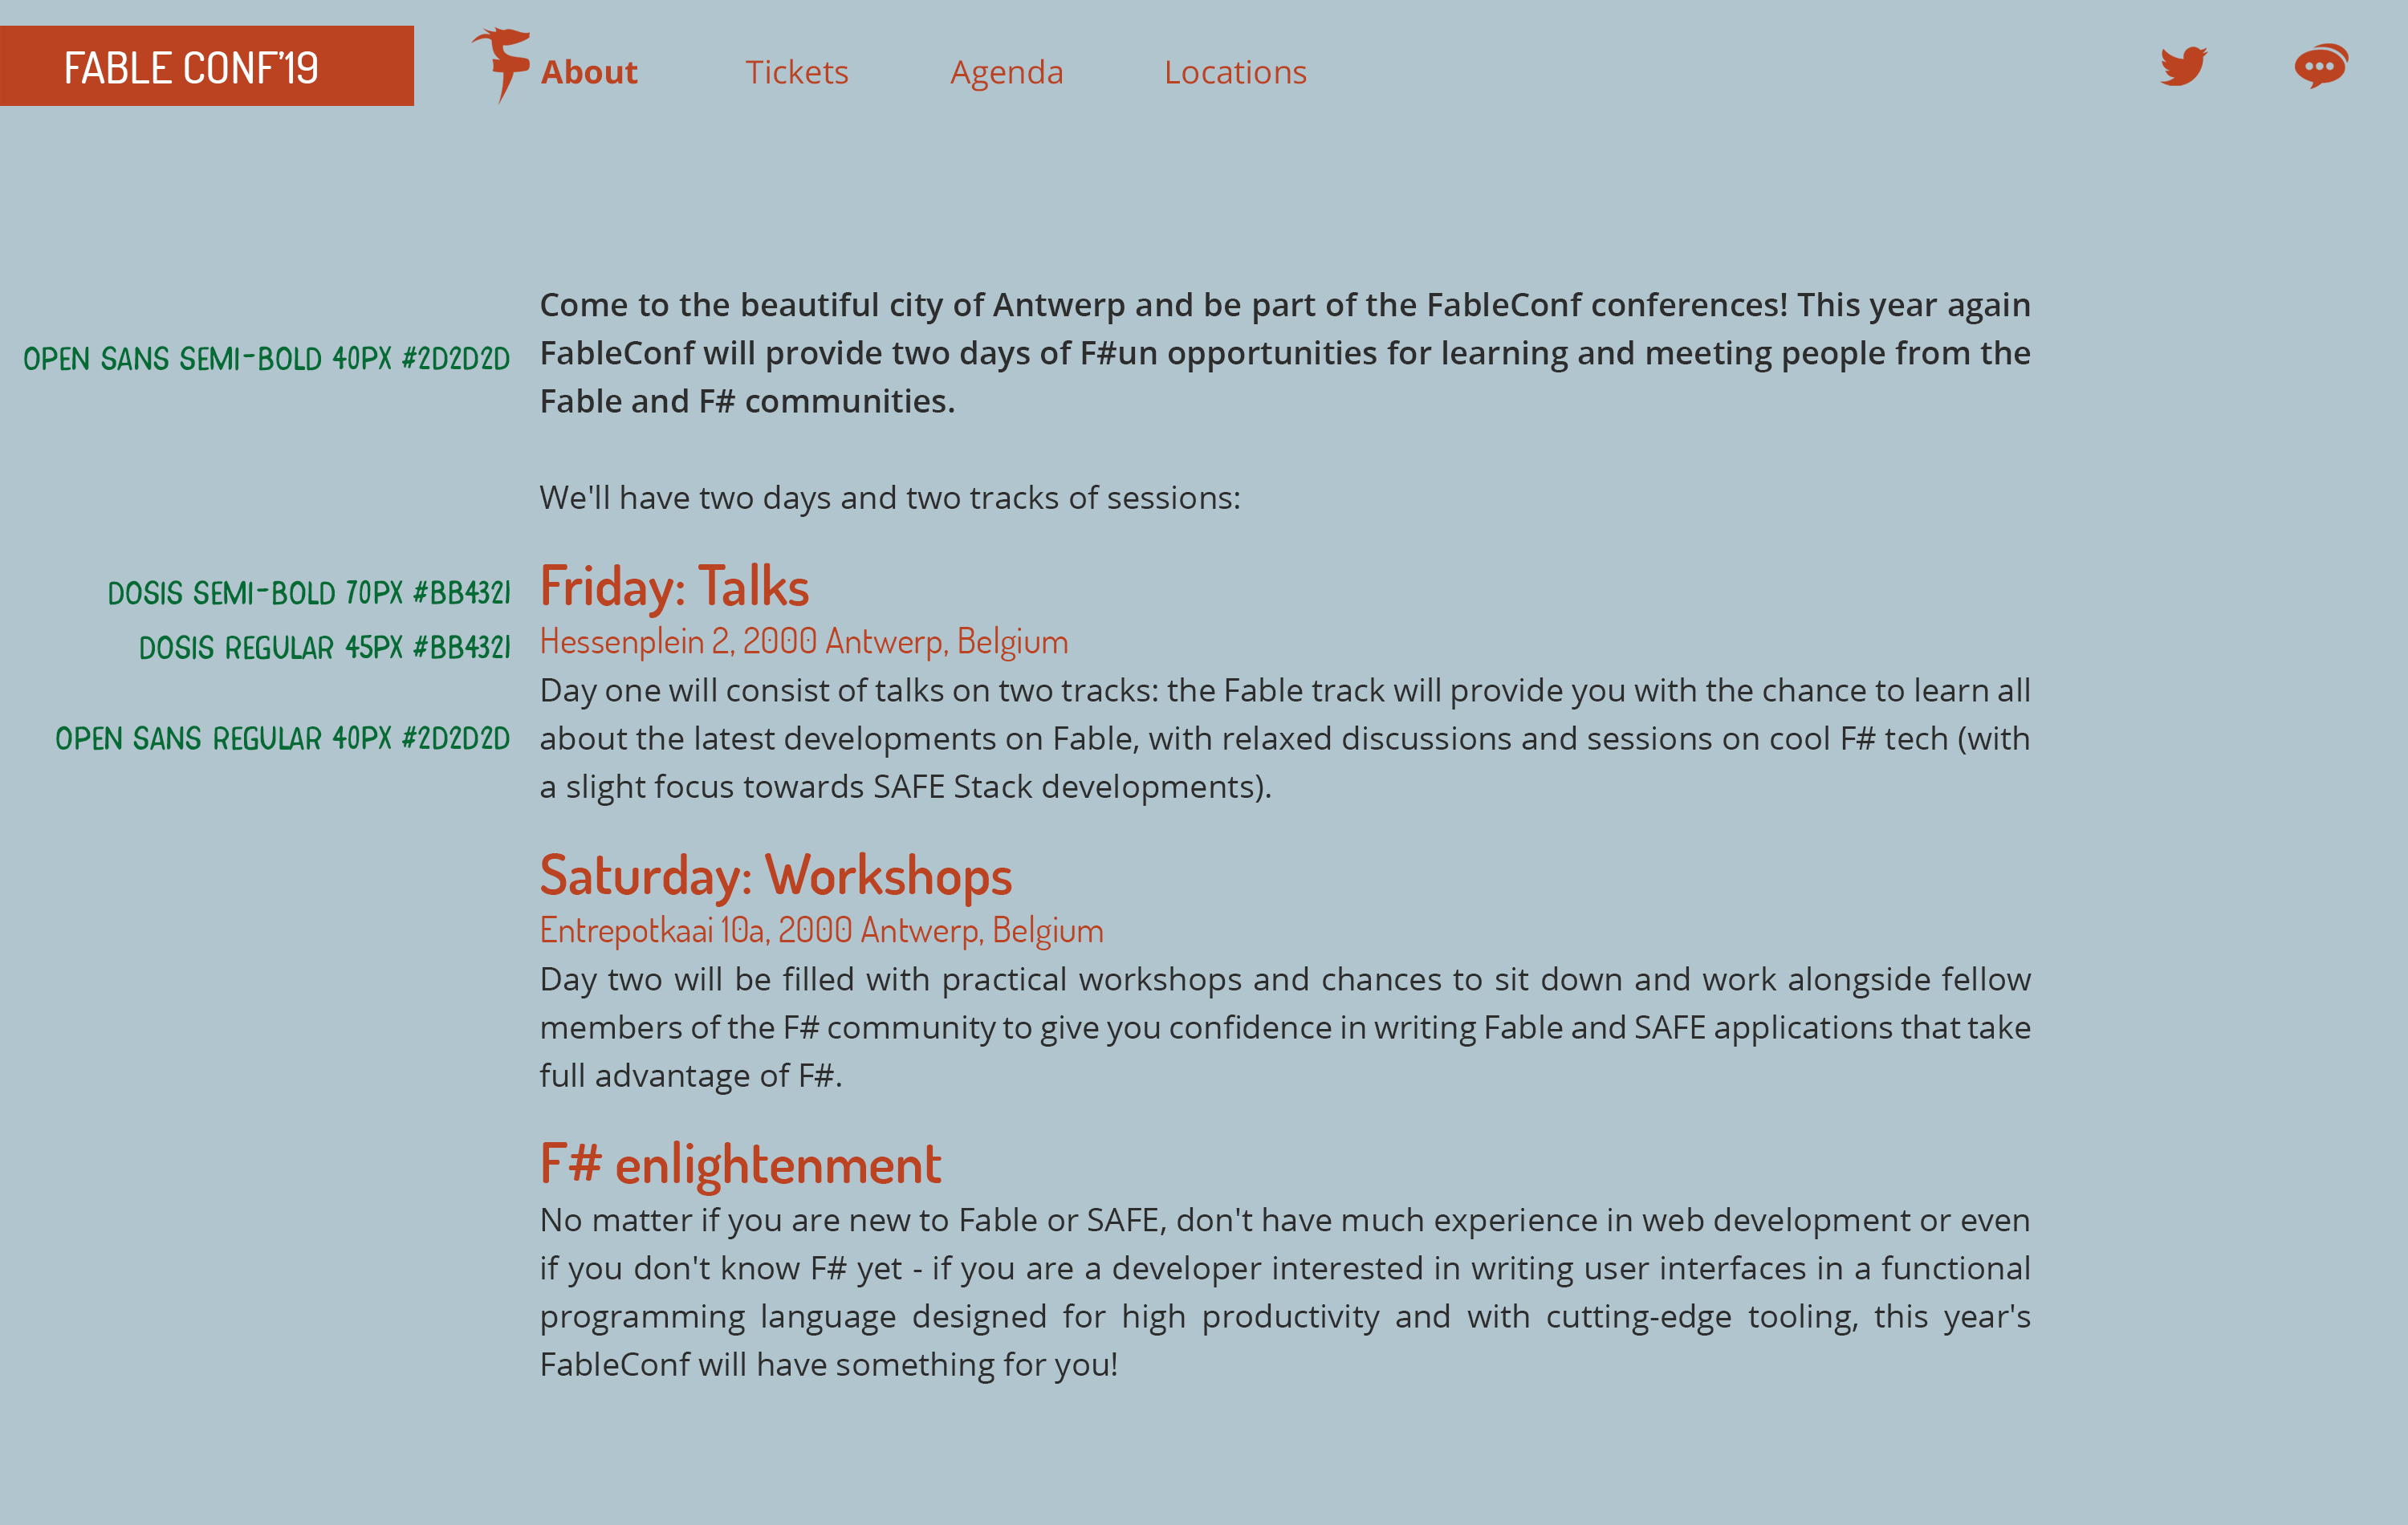 FABLE CONF'19
About Tickets Agenda Locations
Come to the beautiful city of Antwerp and be part of the FableConf conferences! This year again
OPEN SANS SEMI-BOLD 40PX #2D2D2D
FableConf will provide two days of F#un opportunities for learning and meeting people from the
Fable and F# communities.
We'll have two days and two tracks of sessions:
DOSIS SEMI-BOLD 70PX #BB4321
Friday: Talks
DOSIS REGULAR 45PX #BB4321
Hessenplein 2, 2000 Antwerp, Belgium
Day one will consist of talks on two tracks: the Fable track will provide you with the chance to learn all
OPEN SANS REGULAR 40PX #2D2D2D
about the latest developments on Fable, with relaxed discussions and sessions on cool F# tech (with
a slight focus towards SAFE Stack developments).
Saturday: Workshops
Entrepotkaai 10a, 2000 Antwerp, Belgium
Day two will be filled with practical workshops and chances to sit down and work alongside fellow
members of the F# community to give you confidence in writing Fable and SAFE applications that take
full advantage of F#.
F# enlightenment
No matter if you are new to Fable or SAFE, don't have much experience in web development or even
if you don't know F# yet - if you are a developer interested in writing user interfaces in a functional
programming language designed for high productivity and with cutting-edge tooling, this year's
FableConf will have something for you!